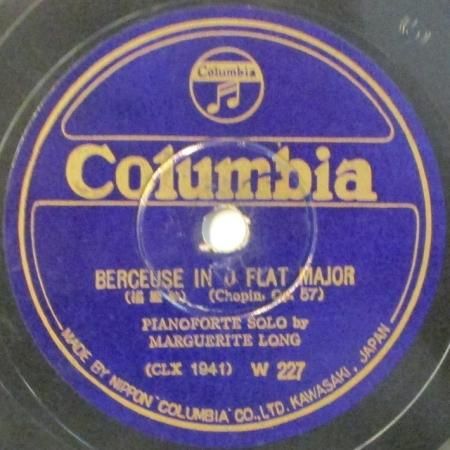 Columbia
Columbia
BERCEUSE IN D FLAT MAJOR
(Chopin, Op. 57)
PIANOFORTE SOLO by
MARGUERITE LONG
(CLX 1941) W 227
MADE BY NIPPON "COLUMBIA" CO., LTD. KAWASAKI, JAPAN